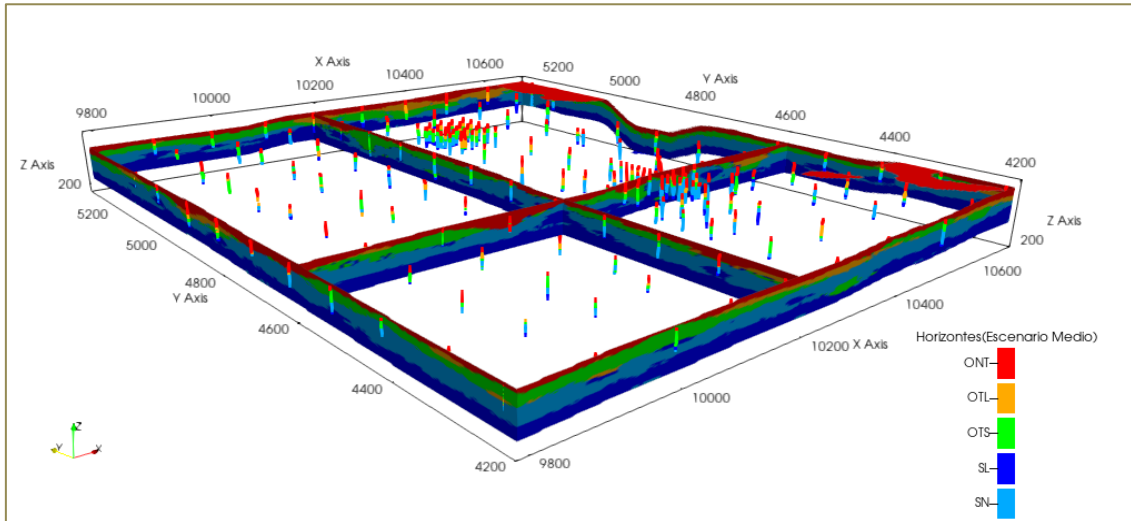 X Axis
10600
5200
10400
5000
Y Axis
10200
4800
10000
9800
4600
4400
4200
Z Axis
200
5200
Z Axis
200
5000
10600
4800
Y Axis
10400
4600
10200
X Axis
4400
10000
4200
9800
Horizontes(Escenario Medio)
ONT
OTL
OTS
SL
SN
Z
Y
X